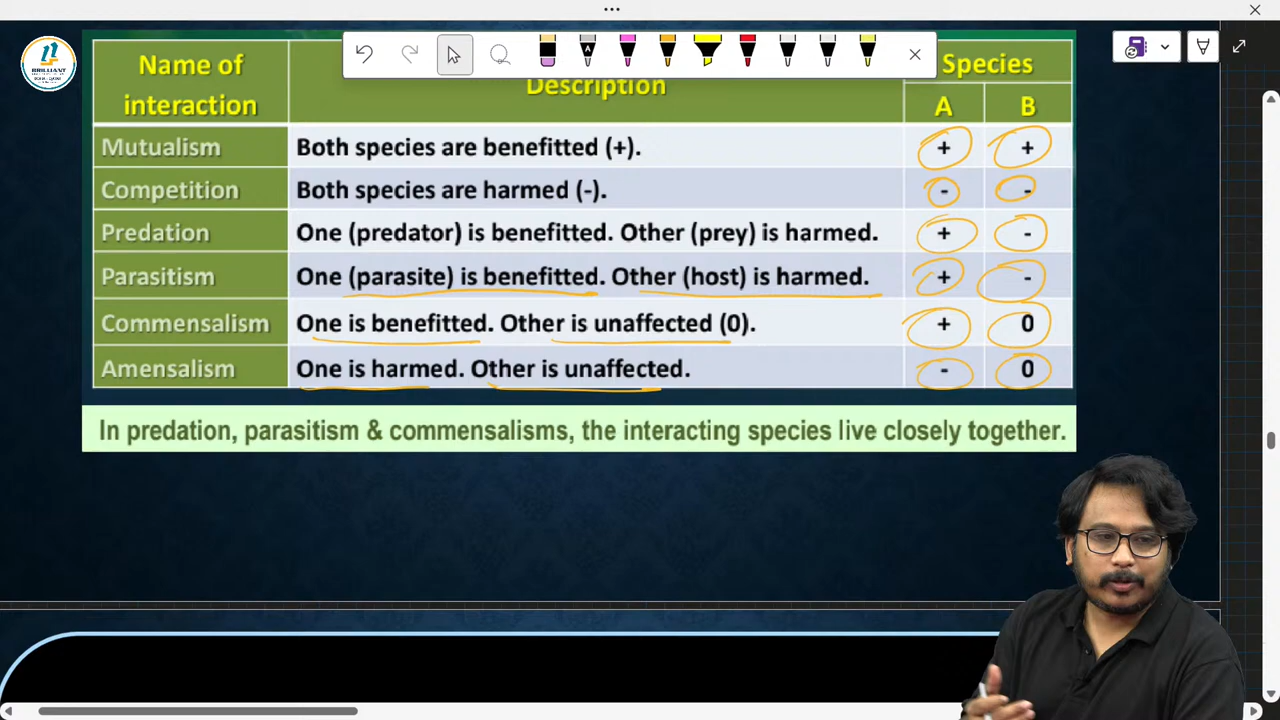 BRILLIANT
Name of interaction
Description
Species
A B
Mutualism Both species are benefitted (+). + +
Competition Both species are harmed (-). - -
Predation One (predator) is benefitted. Other (prey) is harmed. + -
Parasitism One (parasite) is benefitted. Other (host) is harmed. + -
Commensalism One is benefitted. Other is unaffected (0). + 0
Amensalism One is harmed. Other is unaffected. - 0
In predation, parasitism & commensalisms, the interacting species live closely together.